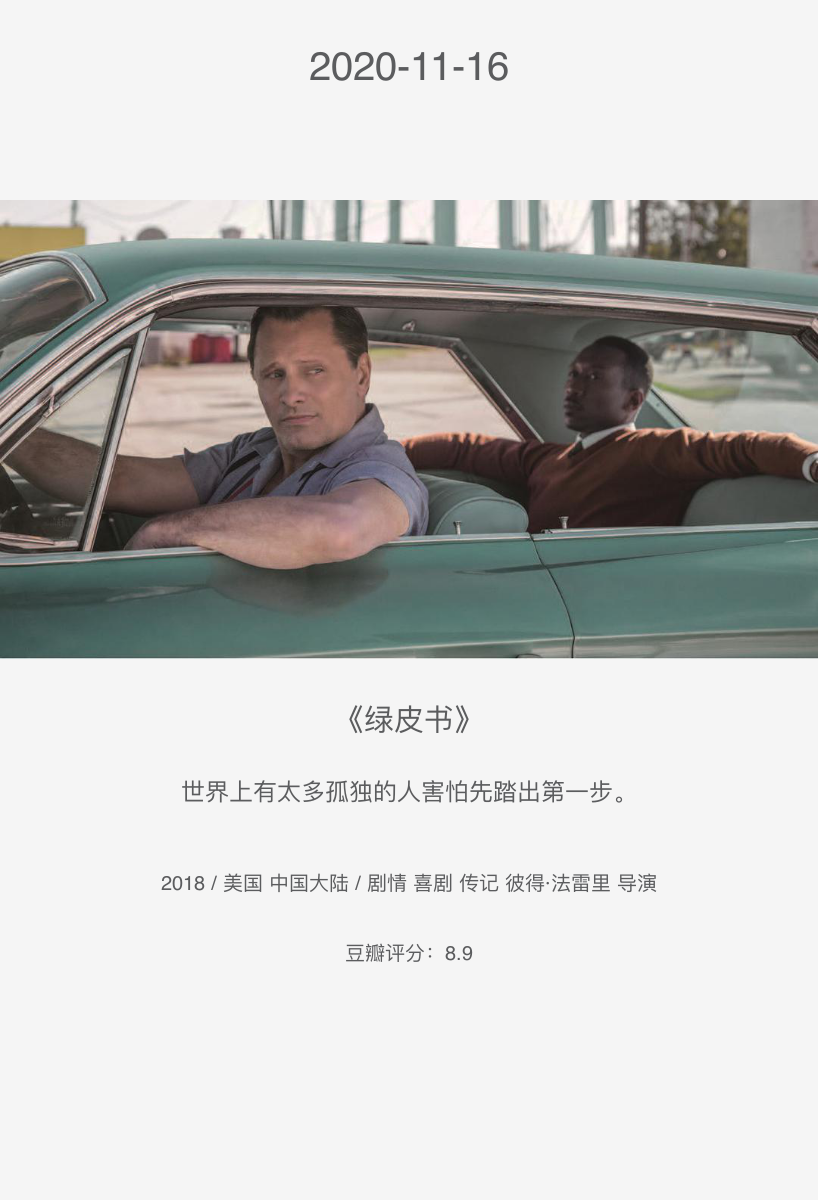 2020-11-16
《绿皮书》
世界上有太多孤独的人害怕先踏出第一步。
2018 / 美国 中国大陆 / 剧情 喜剧 传记 彼得·法雷里 导演
豆瓣评分：8.9